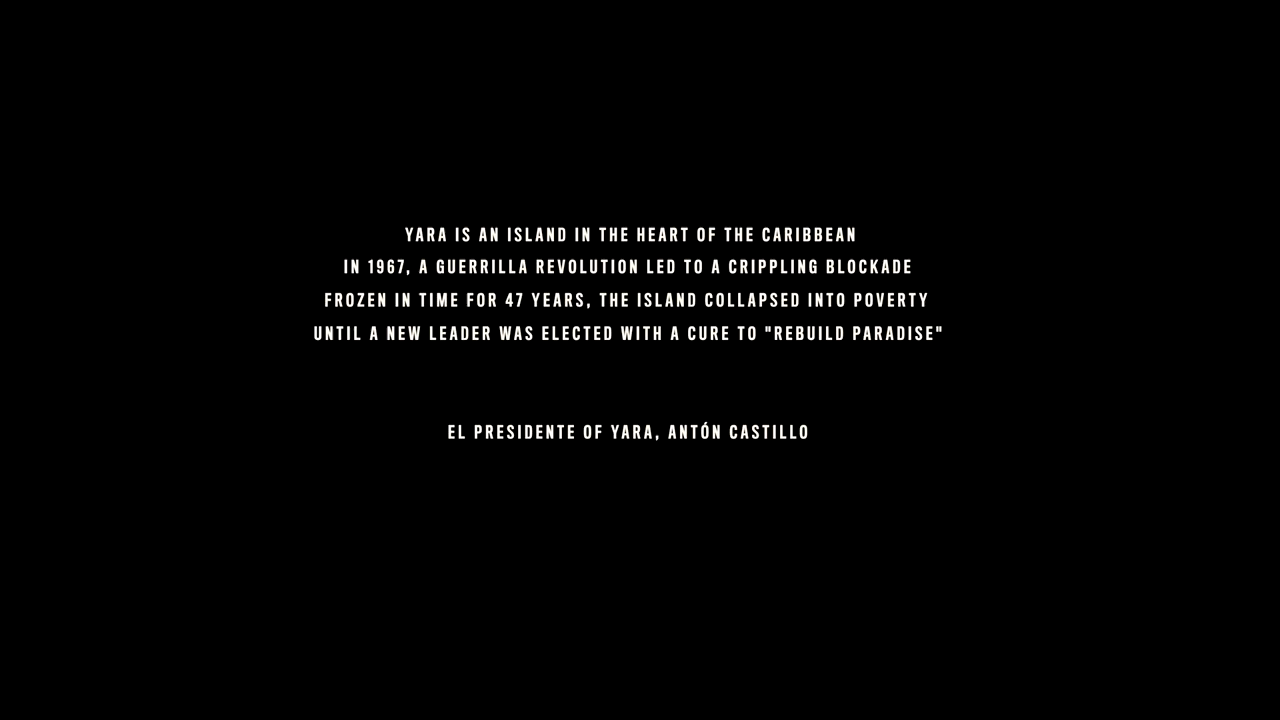 YARA IS AN ISLAND IN THE HEART OF THE CARIBBEAN
IN 1967, A GUERRILLA REVOLUTION LED TO A CRIPPLING BLOCKADE
FROZEN IN TIME FOR 47 YEARS, THE ISLAND COLLAPSED INTO POVERTY
UNTIL A NEW LEADER WAS ELECTED WITH A CURE TO "REBUILD PARADISE"
EL PRESIDENTE OF YARA, ANTÓN CASTILLO